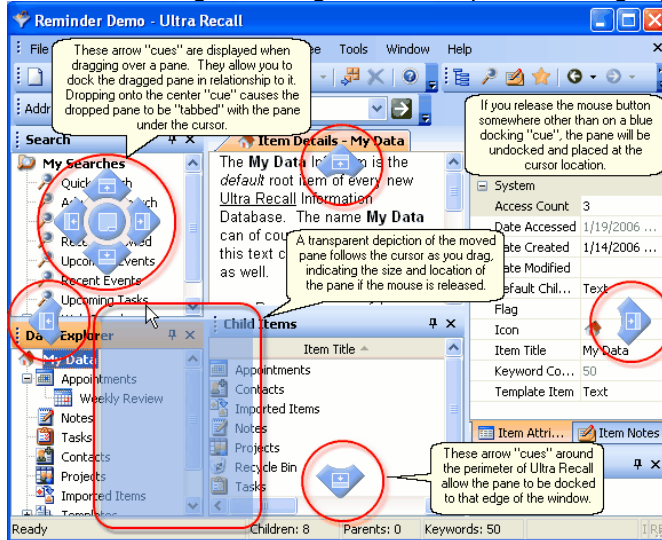 Reminder Demo - Ultra Recall
File
Tools Window Help
These arrow "cues" are displayed when
dragging over a pane. They allow you to
dock the dragged pane in relationship to it.
Dropping onto the center "cue" causes the
dropped pane to be "tabbed" with the pane
under the cursor.
Addr
If you release the mouse button
somewhere other than on a blue
docking "cue", the pane will be
undocked and placed at the
cursor location.
Search
My Searches
Upcoming Events
Recent Events
Upcoming Tasks
Item Details - My Data
The My Data is the
default root item of every new
Ultra Recall Information
Database. The name My Data
can of
this text
as well.
A transparent depiction of the moved
pane follows the cursor as you drag,
indicating the size and location of
the pane if the mouse is released.
System
Access Count 3
Date Accessed 1/19/2006 ...
Date Created 1/14/2006 ...
Date Modified
Default Chil... Text
Flag
Icon
Item Title My Data
Keyword Co... 50
Template Item Text
Item Attri... Item Notes
Data Explorer
My Data
Appointments
Weekly Review
Notes
Tasks
Contacts
Projects
Imported Items
Templates
Child Items
Item Title
Appointments
Contacts
Imported Items
Notes
Projects
Recycle Bin
Tasks
These arrow "cues" around
the perimeter of Ultra Recall
allow the pane to be docked
to that edge of the window.
Ready Children: 8 Parents: 0 Keywords: 50